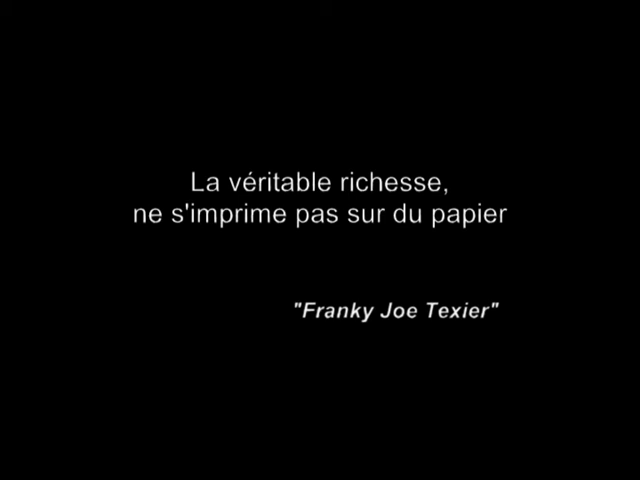 La véritable richesse,
ne s'imprime pas sur du papier
"Franky Joe Texier"